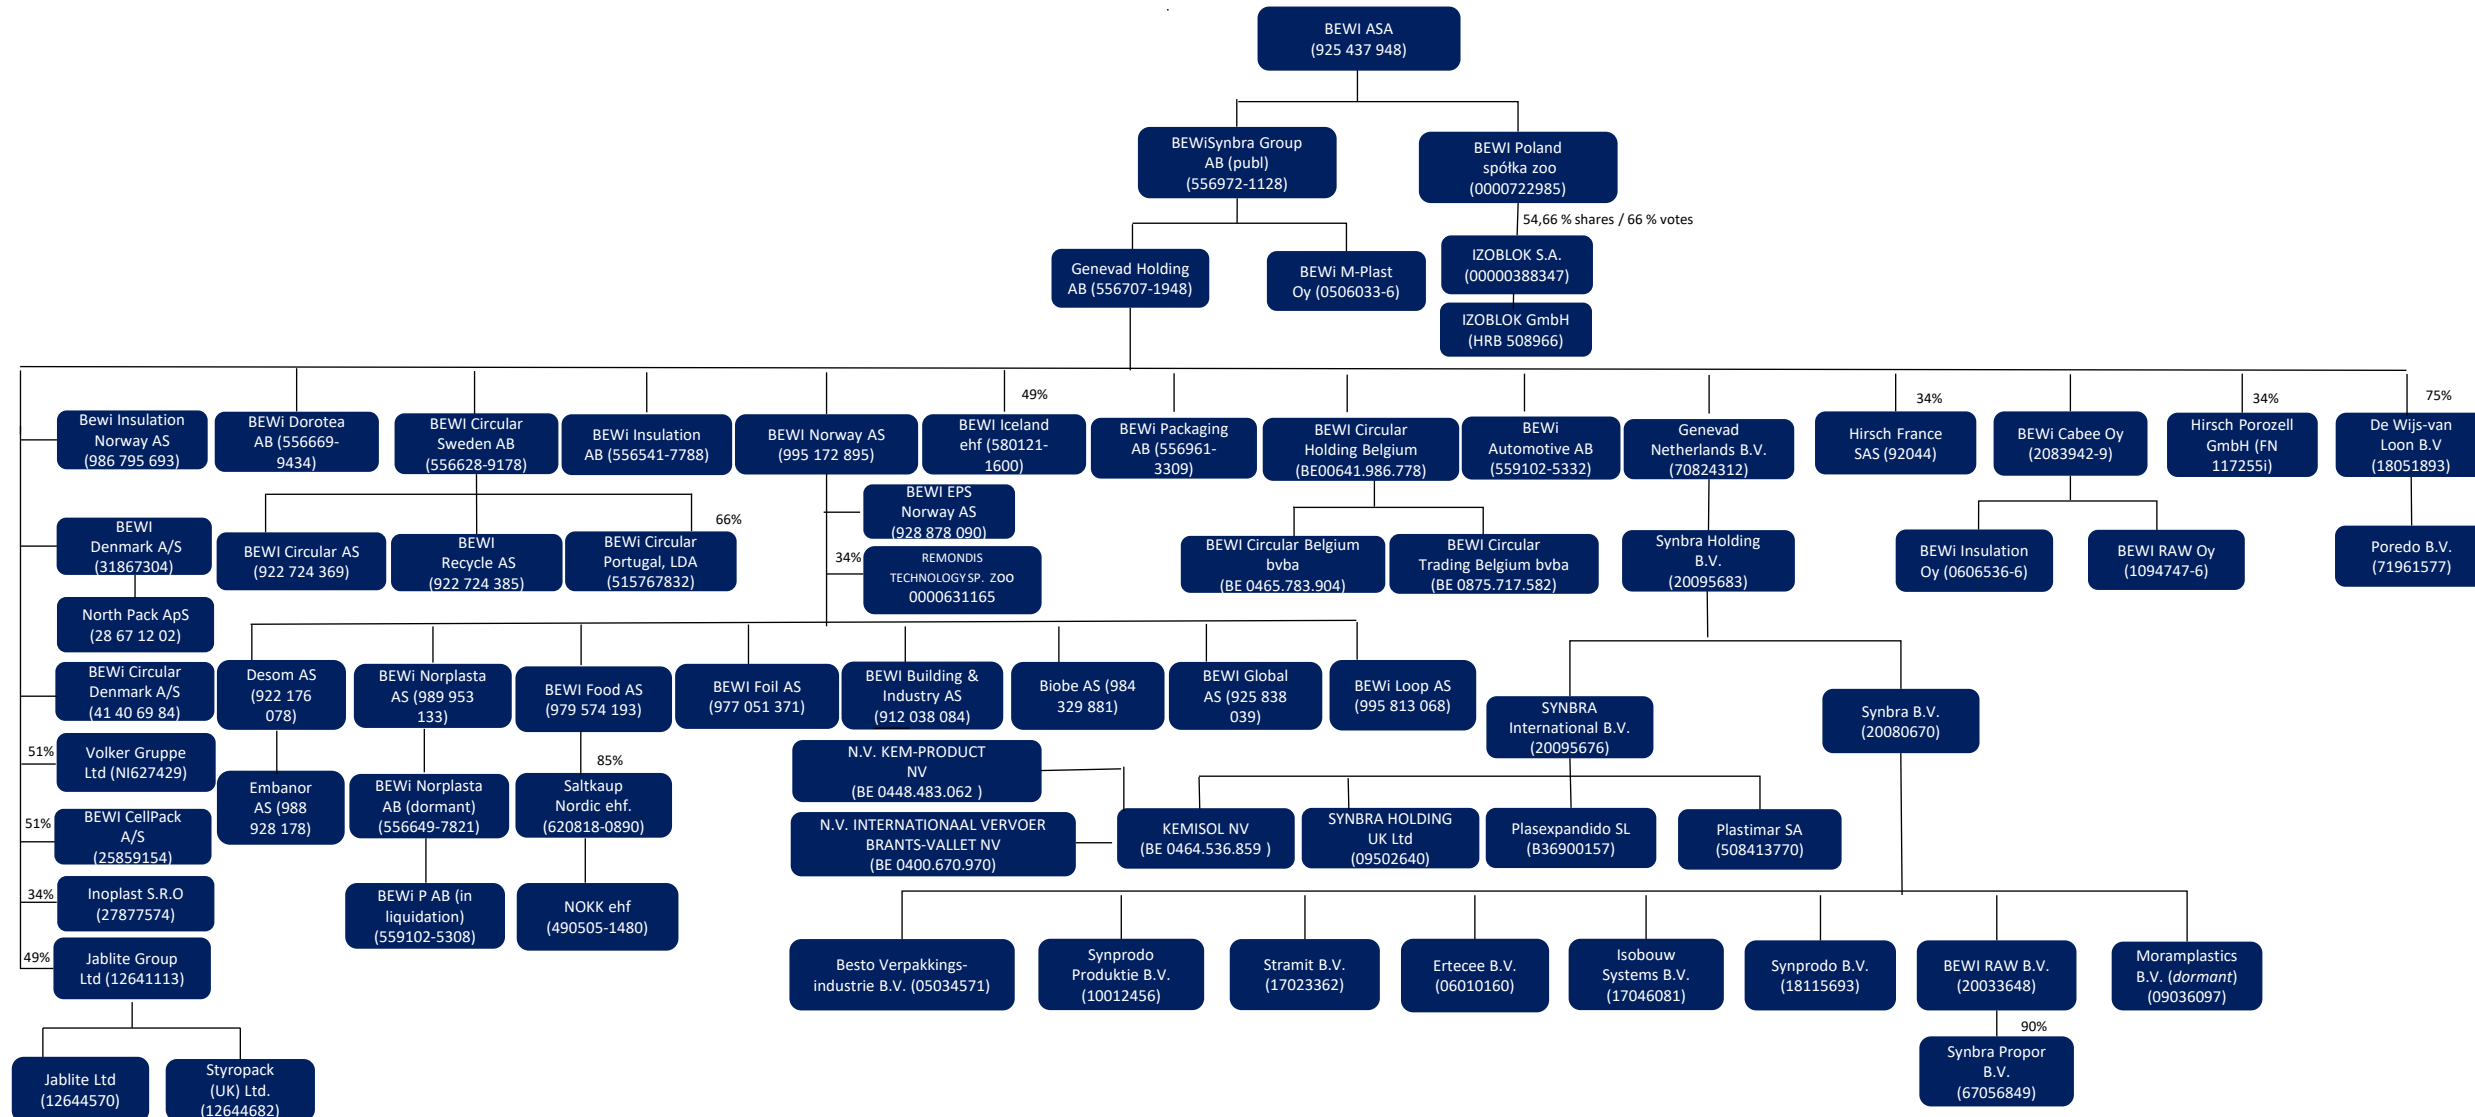 BEWI ASA
(925 437 948)
BEWiSynbra Group
AB (publ)
(556972-1128)
BEWI Poland
spółka zoo
(0000722985)
54,66 % shares / 66 % votes
Genevad Holding
AB (556707-1948)
BEWi M-Plast
Oy (0506033-6)
IZOBLOK S.A.
(00000388347)
IZOBLOK GmbH
(HRB 508966)
Bewi Insulation
Norway AS
(986 795 693)
BEWi Dorotea
AB (556669-
9434)
BEWI Circular
Sweden AB
(556628-9178)
BEWi Insulation
AB (556541-7788)
BEWI Norway AS
(995 172 895)
49%
BEWI Iceland
ehf (580121-
1600)
BEWi Packaging
AB (556961-
3309)
BEWI Circular
Holding Belgium
(BE00641.986.778)
BEWi
Automotive AB
(559102-5332)
Genevad
Netherlands B.V.
(70824312)
34%
Hirsch France
SAS (92044)
BEWi Cabee Oy
(2083942-9)
34%
Hirsch Porozell
GmbH (FN
117255i)
75%
De Wijs-van
Loon B.V
(18051893)
BEWI
Denmark A/S
(31867304)
BEWI Circular AS
(922 724 369)
BEWI
Recycle AS
(922 724 385)
66%
BEWi Circular
Portugal, LDA
(515767832)
BEWI EPS
Norway AS
(928 878 090)
34%
REMONDIS
TECHNOLOGY SP. ZOO
0000631165
BEWI Circular Belgium
bvba
(BE 0465.783.904)
BEWI Circular
Trading Belgium bvba
(BE 0875.717.582)
Synbra Holding
B.V.
(20095683)
BEWi Insulation
Oy (0606536-6)
BEWI RAW Oy
(1094747-6)
Poredo B.V.
(71961577)
North Pack ApS
(28 67 12 02)
BEWi Circular
Denmark A/S
(41 40 69 84)
Desom AS
(922 176
078)
BEWi Norplasta
AS (989 953
133)
BEWI Food AS
(979 574 193)
BEWI Foil AS
(977 051 371)
BEWI Building &
Industry AS
(912 038 084)
Biobe AS (984
329 881)
BEWI Global
AS (925 838
039)
BEWi Loop AS
(995 813 068)
SYNBRA
International B.V.
(20095676)
Synbra B.V.
(20080670)
51%
Volker Gruppe
Ltd (NI627429)
Embanor
AS (988
928 178)
BEWi Norplasta
AB (dormant)
(556649-7821)
85%
Saltkaup
Nordic ehf.
(620818-0890)
N.V. KEM-PRODUCT
NV
(BE 0448.483.062 )
N.V. INTERNATIONAAL VERVOER
BRANTS-VALLET NV
(BE 0400.670.970)
KEMISOL NV
(BE 0464.536.859 )
SYNBRA HOLDING
UK Ltd
(09502640)
Plasexpandido SL
(B36900157)
Plastimar SA
(508413770)
51%
BEWI CellPack
A/S
(25859154)
34%
Inoplast S.R.O
(27877574)
BEWi P AB (in
liquidation)
(559102-5308)
NOKK ehf
(490505-1480)
49%
Jablite Group
Ltd (12641113)
Besto Verpakkings-
industrie B.V. (05034571)
Synprodo
Produktie B.V.
(10012456)
Stramit B.V.
(17023362)
Ertecee B.V.
(06010160)
Isobouw
Systems B.V.
(17046081)
Synprodo B.V.
(18115693)
BEWI RAW B.V.
(20033648)
Moramplastics
B.V. (dormant)
(09036097)
90%
Jablite Ltd
(12644570)
Styropack
(UK) Ltd.
(12644682)
Synbra Propor
B.V.
(67056849)